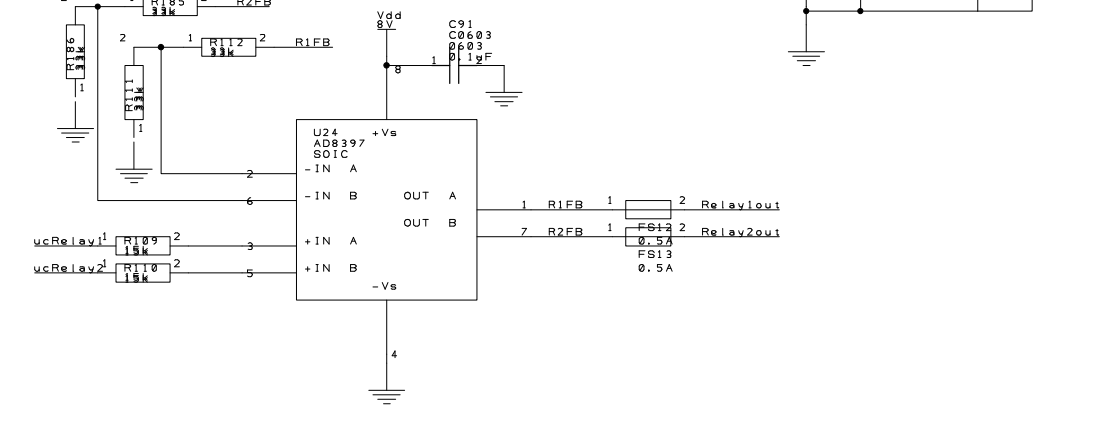 R185
33k
2
R2FB
R186
33k
1
2
1
R112
33k
2
R1FB
R111
33k
1
Vdd
8V
8
C91
C0603
0603
0.1uF
1
2
U24
AD8397
SOIC
+Vs
2
-IN A
6
-IN B
OUT A
1
R1FB
1
2
Relay1out
OUT B
7
R2FB
1
2
Relay2out
FS12
0.5A
FS13
0.5A
ucRelay1
1
R109
15k
2
3
+IN A
ucRelay2
1
R110
15k
2
5
+IN B
-Vs
4